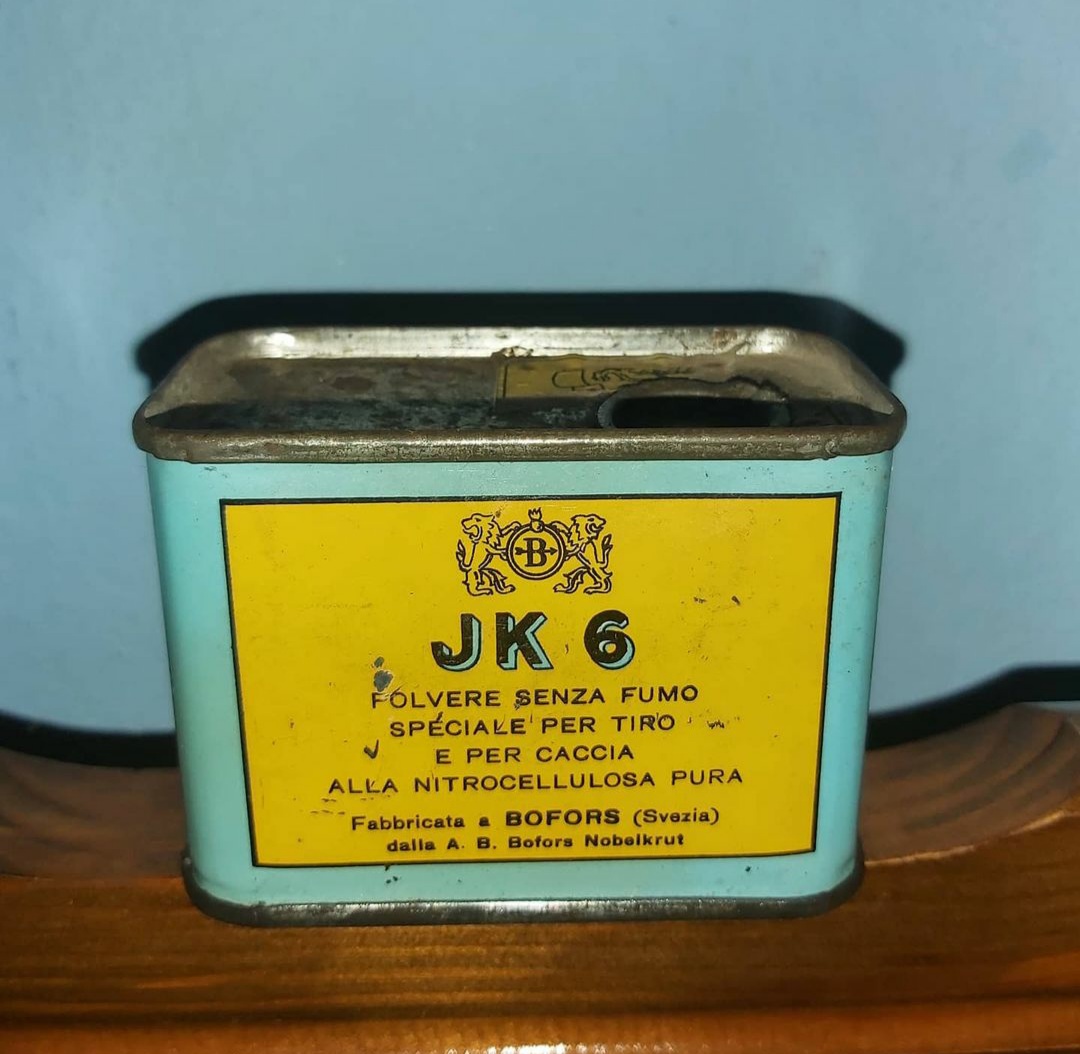 B
JK 6
POLVERE SENZA FUMO
SPECIALE PER TIRO
E PER CACCIA
ALLA NITROCELLULOSA PURA
Fabbricata a BOFORS (Svezia)
dalla A. B. Bofors Nobelkrut